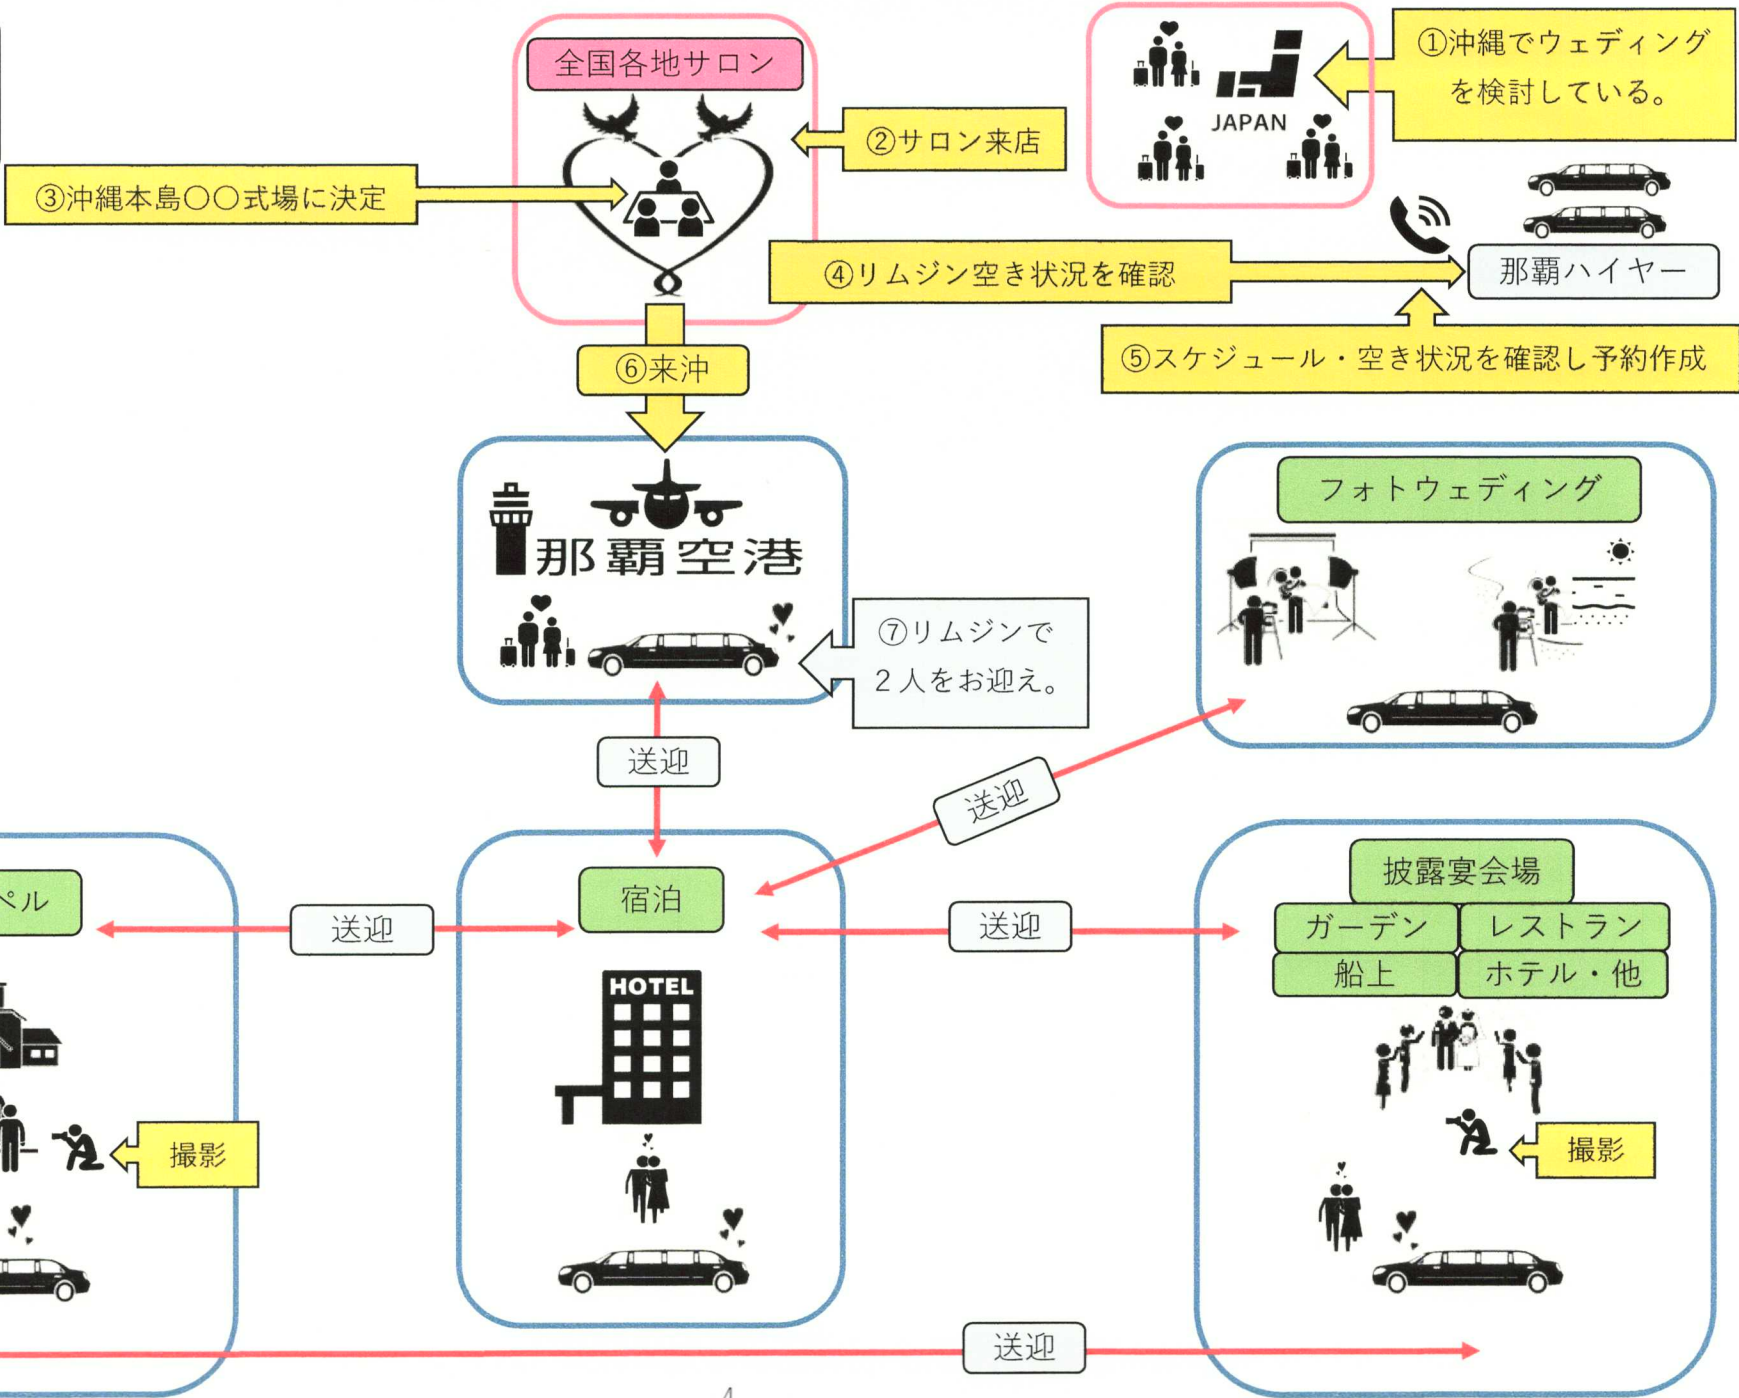 全国各地サロン
①沖縄でウェディング
を検討している。
JAPAN
②サロン来店
③沖縄本島〇〇式場に決定
④リムジン空き状況を確認
那覇ハイヤー
⑤スケジュール・空き状況を確認し予約作成
⑥来沖
那覇空港
⑦リムジンで
2人をお迎え。
フォトウェディング
送迎
送迎
ペル
送迎
宿泊
送迎
披露宴会場
ガーデン
レストラン
船上
ホテル・他
HOTEL
撮影
撮影
送迎
4